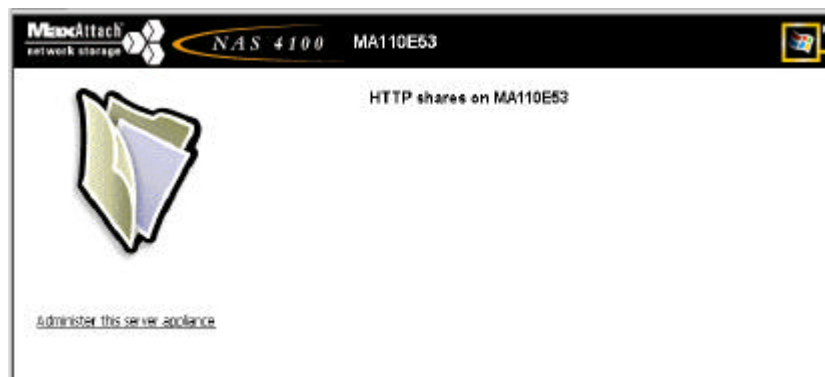 MaxAttach
network storage
NAS 4100
MA110E53
HTTP shares on MA110E53
Administer this server appliance